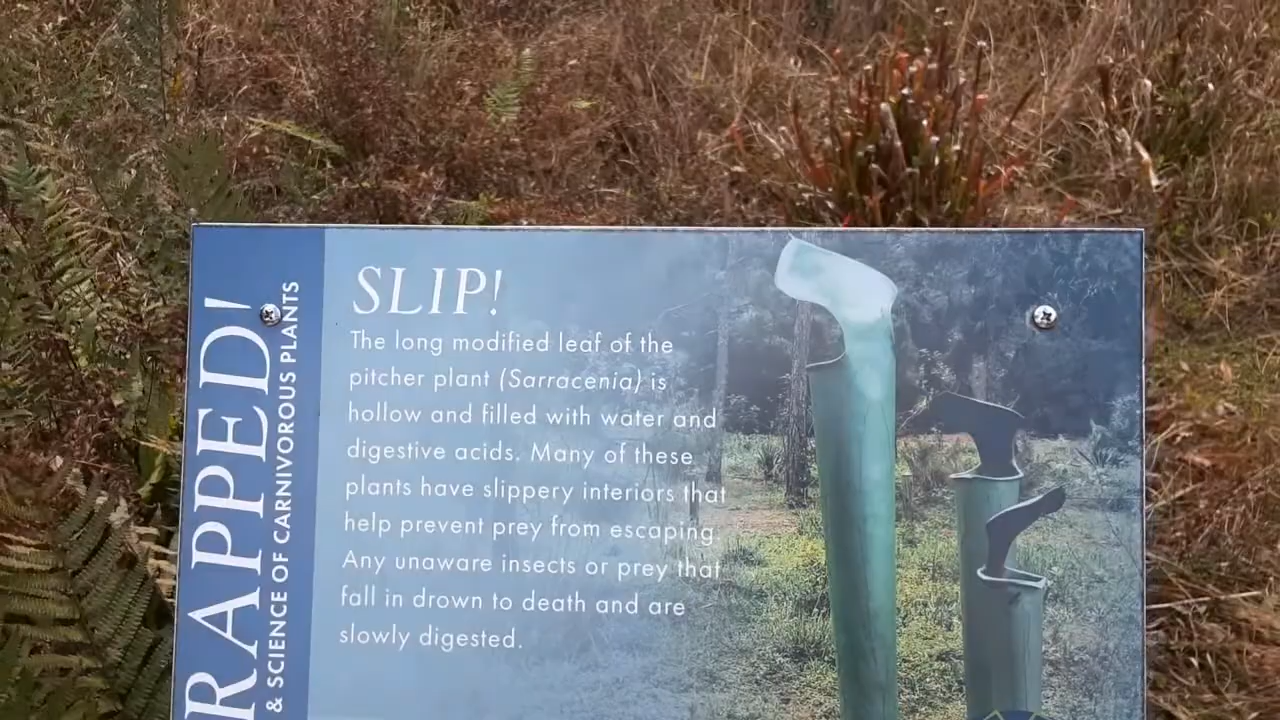 RAPPED!
& SCIENCE OF CARNIVOROUS PLANTS
SLIP!
The long modified leaf of the
pitcher plant (Sarracenia) is
hollow and filled with water and
digestive acids. Many of these
plants have slippery interiors that
help prevent prey from escaping.
Any unaware insects or prey that
fall in drown to death and are
slowly digested.